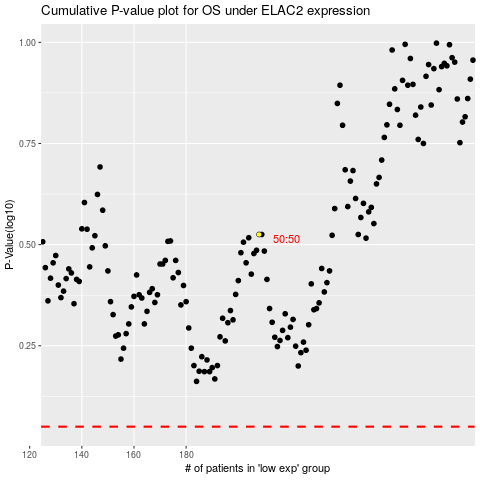 Cumulative P-value plot for OS under ELAC2 expression
P-Value(log10)
1.00
0.75
0.50
0.25
50:50
120 140 160 180
# of patients in 'low exp' group